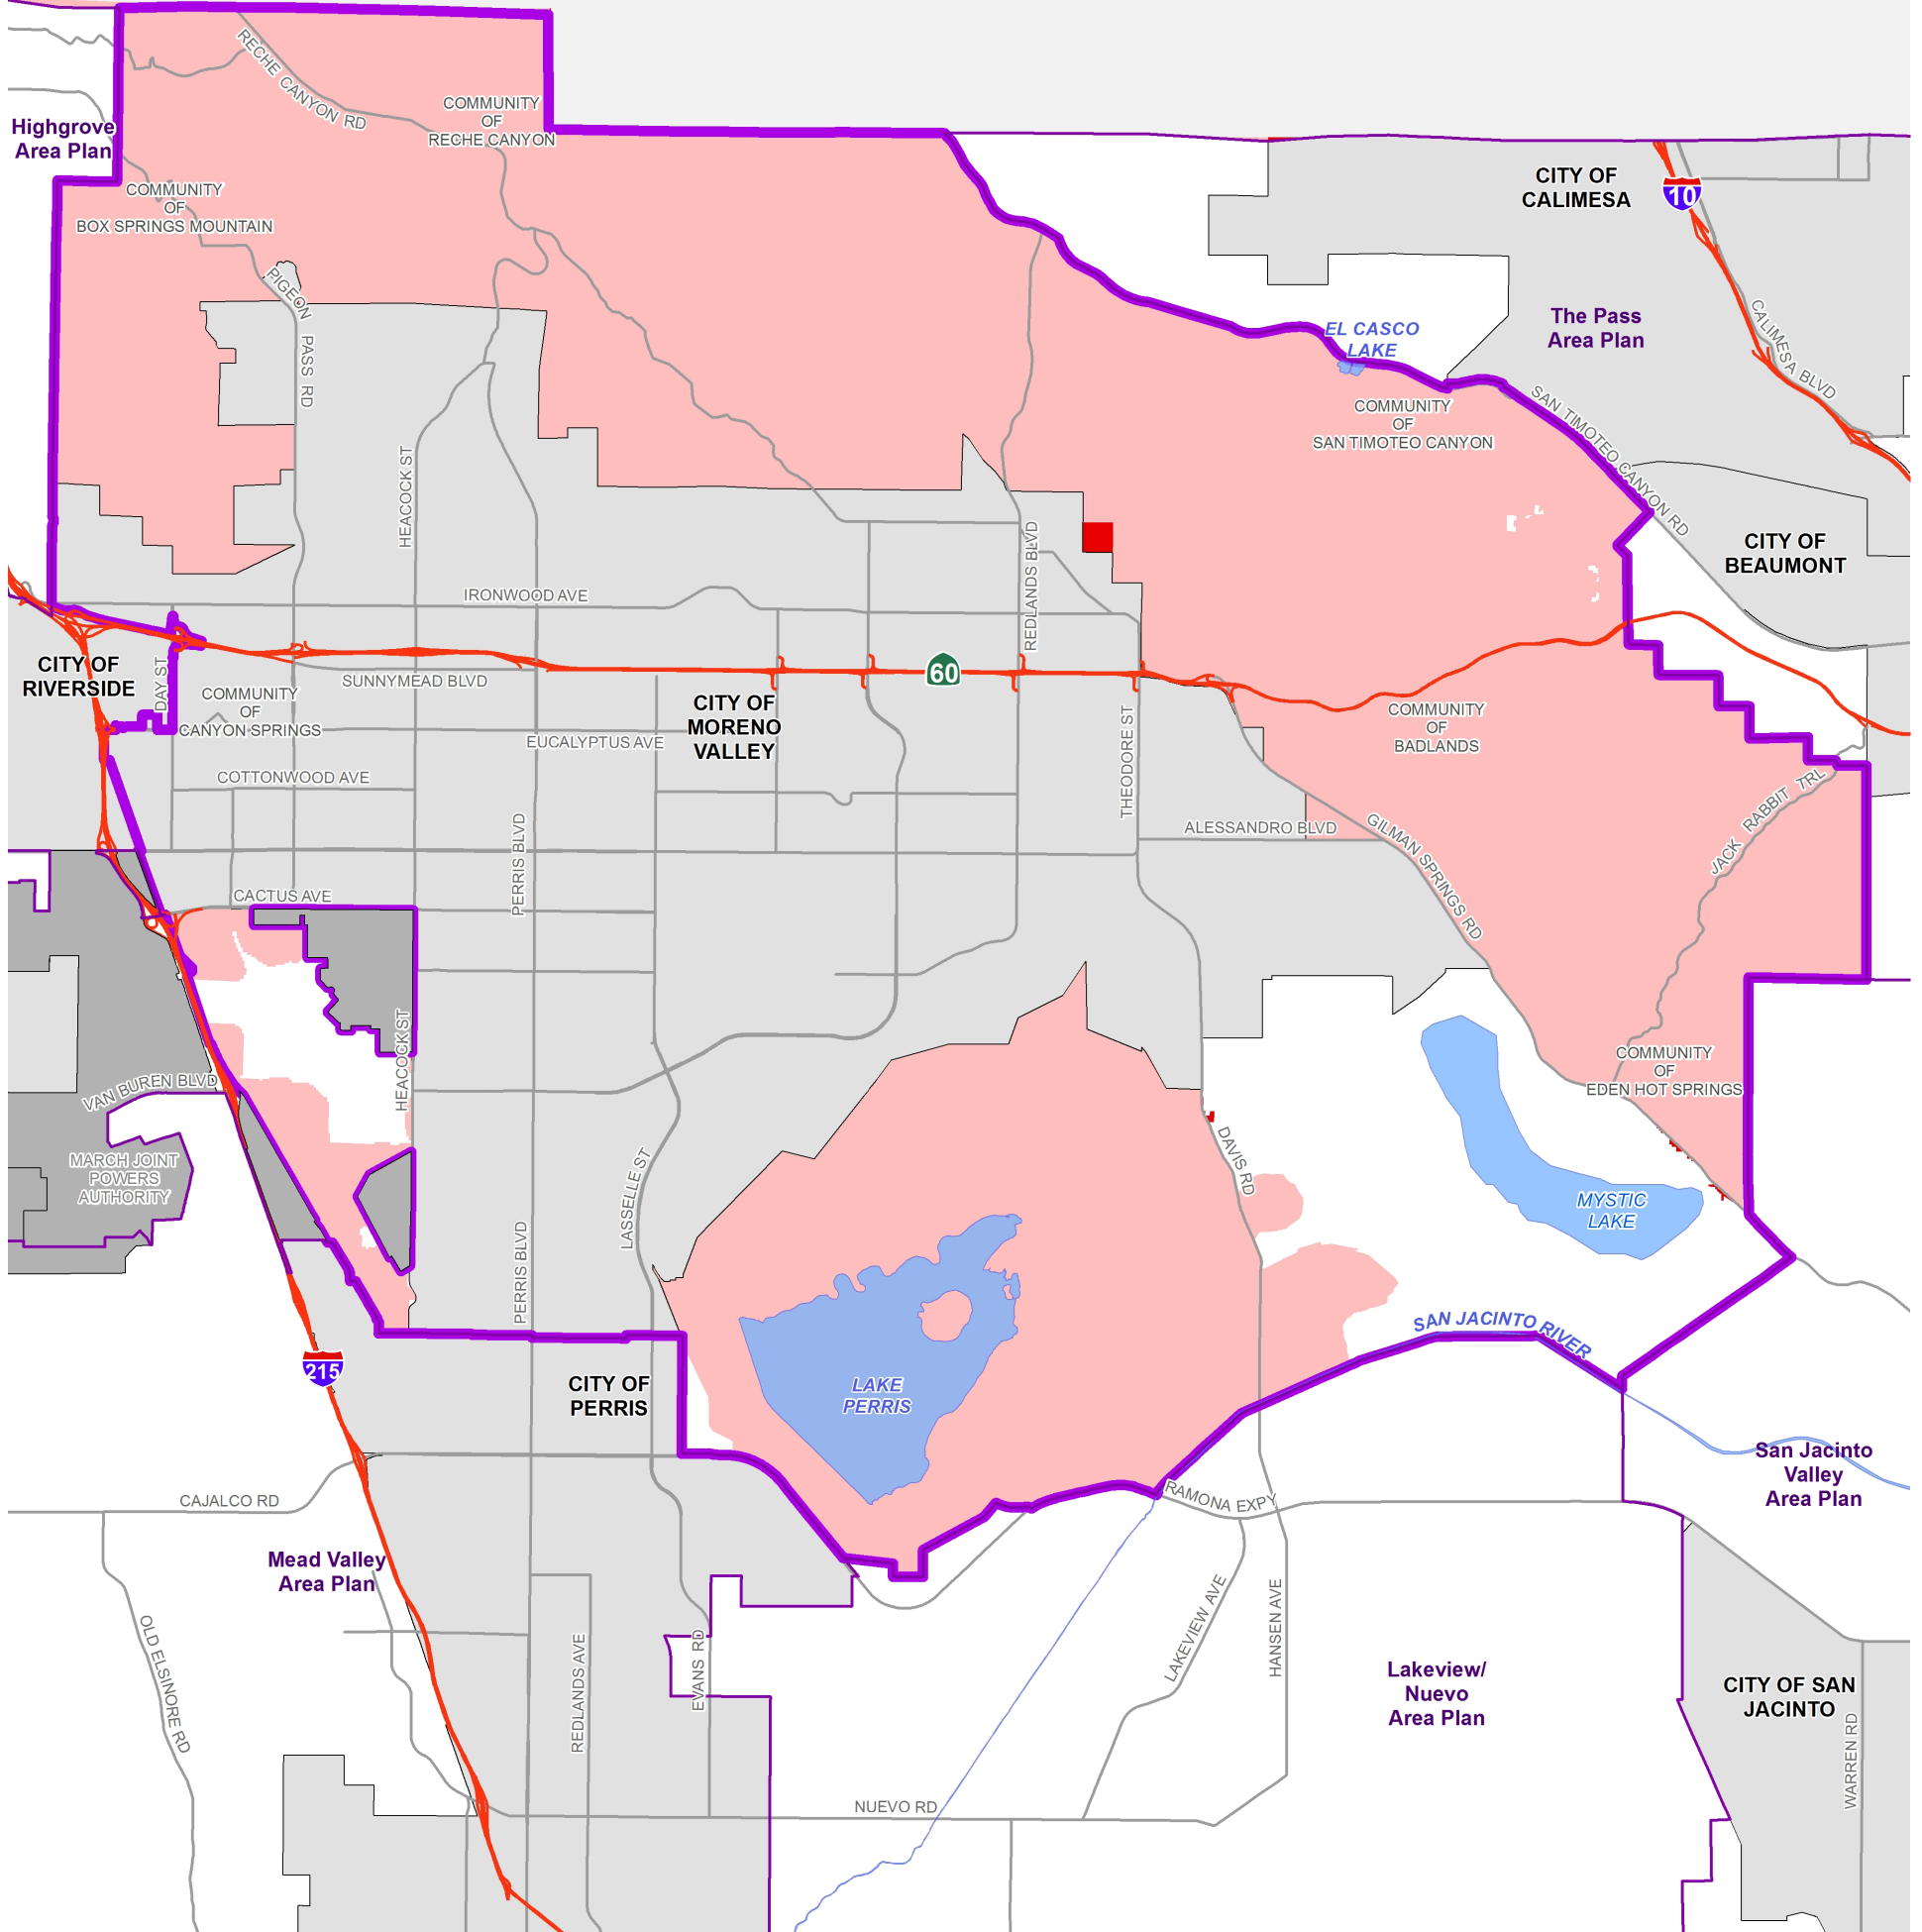 RECHE CANYON RD
COMMUNITY
OF
RECHE CANYON
Highgrove
Area Plan
CITY OF
CALIMESA
10
COMMUNITY
OF
BOX SPRINGS MOUNTAIN
PIGEON PASS RD
The Pass
Area Plan
EL CASCO
LAKE
CALIMESA BLVD
COMMUNITY
OF
SAN TIMOTEO CANYON
SAN TIMOTEO CANYON RD
HEACOCK ST
REDLANDS BLVD
CITY OF
BEAUMONT
IRONWOOD AVE
CITY OF
RIVERSIDE
DAY ST
SUNNYMEAD BLVD
60
COMMUNITY
OF
CANYON SPRINGS
CITY OF
MORENO
VALLEY
EUCALYPTUS AVE
THEODORE ST
COMMUNITY
OF
BADLANDS
COTTONWOOD AVE
JACK RABBIT TRL
PERRIS BLVD
ALESSANDRO BLVD
GILMAN SPRINGS RD
CACTUS AVE
HEACOCK ST
VAN BUREN BLVD
COMMUNITY
OF
EDEN HOT SPRINGS
MARCH JOINT
POWERS
AUTHORITY
LASSELLE ST
DAVIS RD
MYSTIC
LAKE
PERRIS BLVD
SAN JACINTO RIVER
215
CITY OF
PERRIS
LAKE
PERRIS
San Jacinto
Valley
Area Plan
CAJALCO RD
RAMONA EXPY
Mead Valley
Area Plan
OLD ELSINORE RD
REDLANDS AVE
EVANS RD
LAKEVIEW AVE
HANSEN AVE
Lakeview/
Nuevo
Area Plan
CITY OF SAN
JACINTO
WARREN RD
NUEVO RD